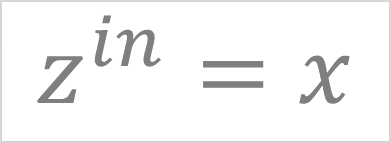 z^{in} = x